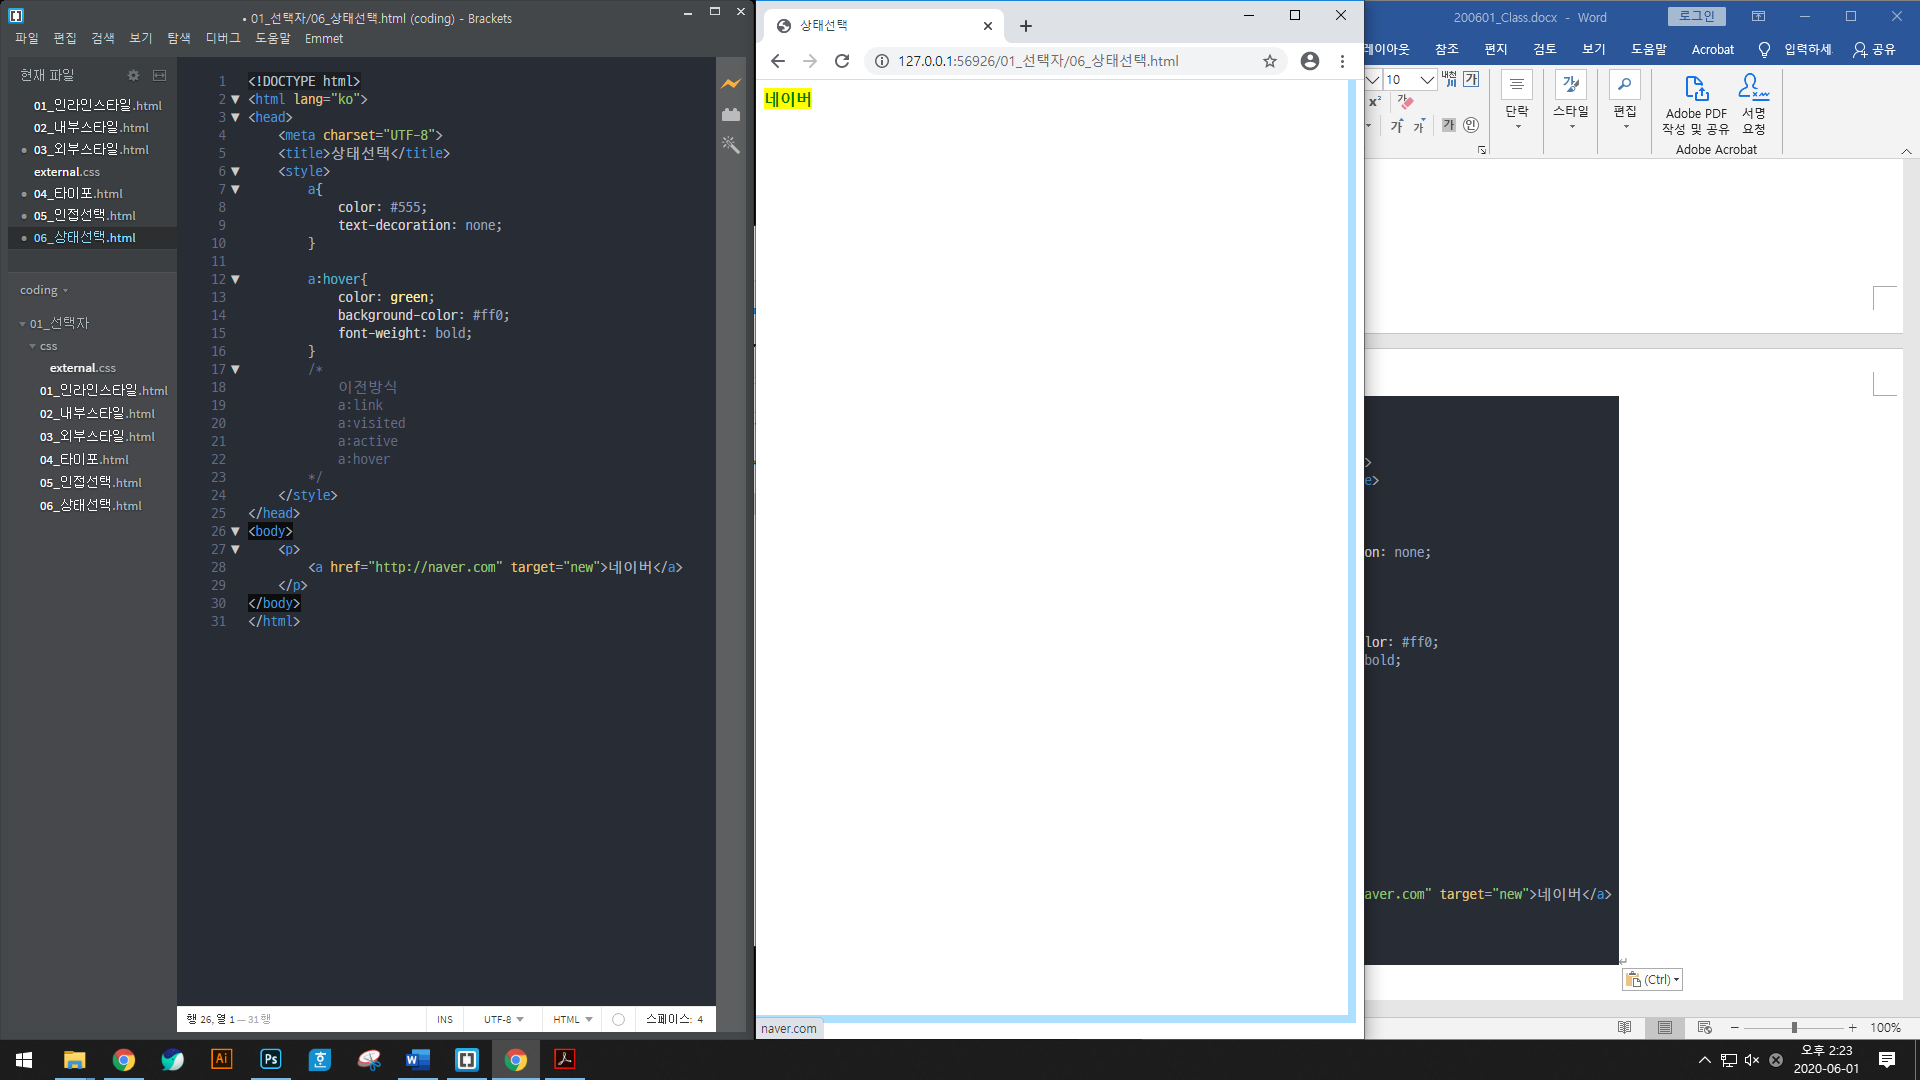 • 01_선택자/06_상태선택.html (coding) - Brackets
파일 편집 검색 보기 탐색 디버그 도움말 Emmet
현재 파일
01_인라인스타일.html
02_내부스타일.html
03_외부스타일.html
external.css
04_타이포.html
05_인접선택.html
06_상태선택.html
coding
01_선택자
css
external.css
01_인라인스타일.html
02_내부스타일.html
03_외부스타일.html
04_타이포.html
05_인접선택.html
06_상태선택.html
1 <!DOCTYPE html>
2 <html lang="ko">
3 <head>
4 <meta charset="UTF-8">
5 <title>상태선택</title>
6 <style>
7 a{
8 color: #555;
9 text-decoration: none;
10 }
11
12 a:hover{
13 color: green;
14 background-color: #ff0;
15 font-weight: bold;
16 }
17 /*
18 이전방식
19 a:link
20 a:visited
21 a:active
22 a:hover
23 */
24 </style>
25 </head>
26 <body>
27 <p>
28 <a href="http://naver.com" target="new">네이버</a>
29 </p>
30 </body>
31 </html>
행 26, 열 1 — 31 행 INS UTF-8 HTML 스페이스: 4
상태선택
127.0.0.1:56926/01_선택자/06_상태선택.html
네이버
naver.com
200601_Class.docx - Word 로그인
레이아웃 참조 편지 검토 보기 도움말 Acrobat 입력하세 공유
10 내천 가
x² 가
가 가 가 인
단락 스타일 편집
Adobe PDF 작성 및 공유
서명 요청
Adobe Acrobat
>
e>
on: none;
lor: #ff0;
bold;
aver.com" target="new">네이버</a>
(Ctrl)
100%
Ai Ps
오후 2:23
2020-06-01